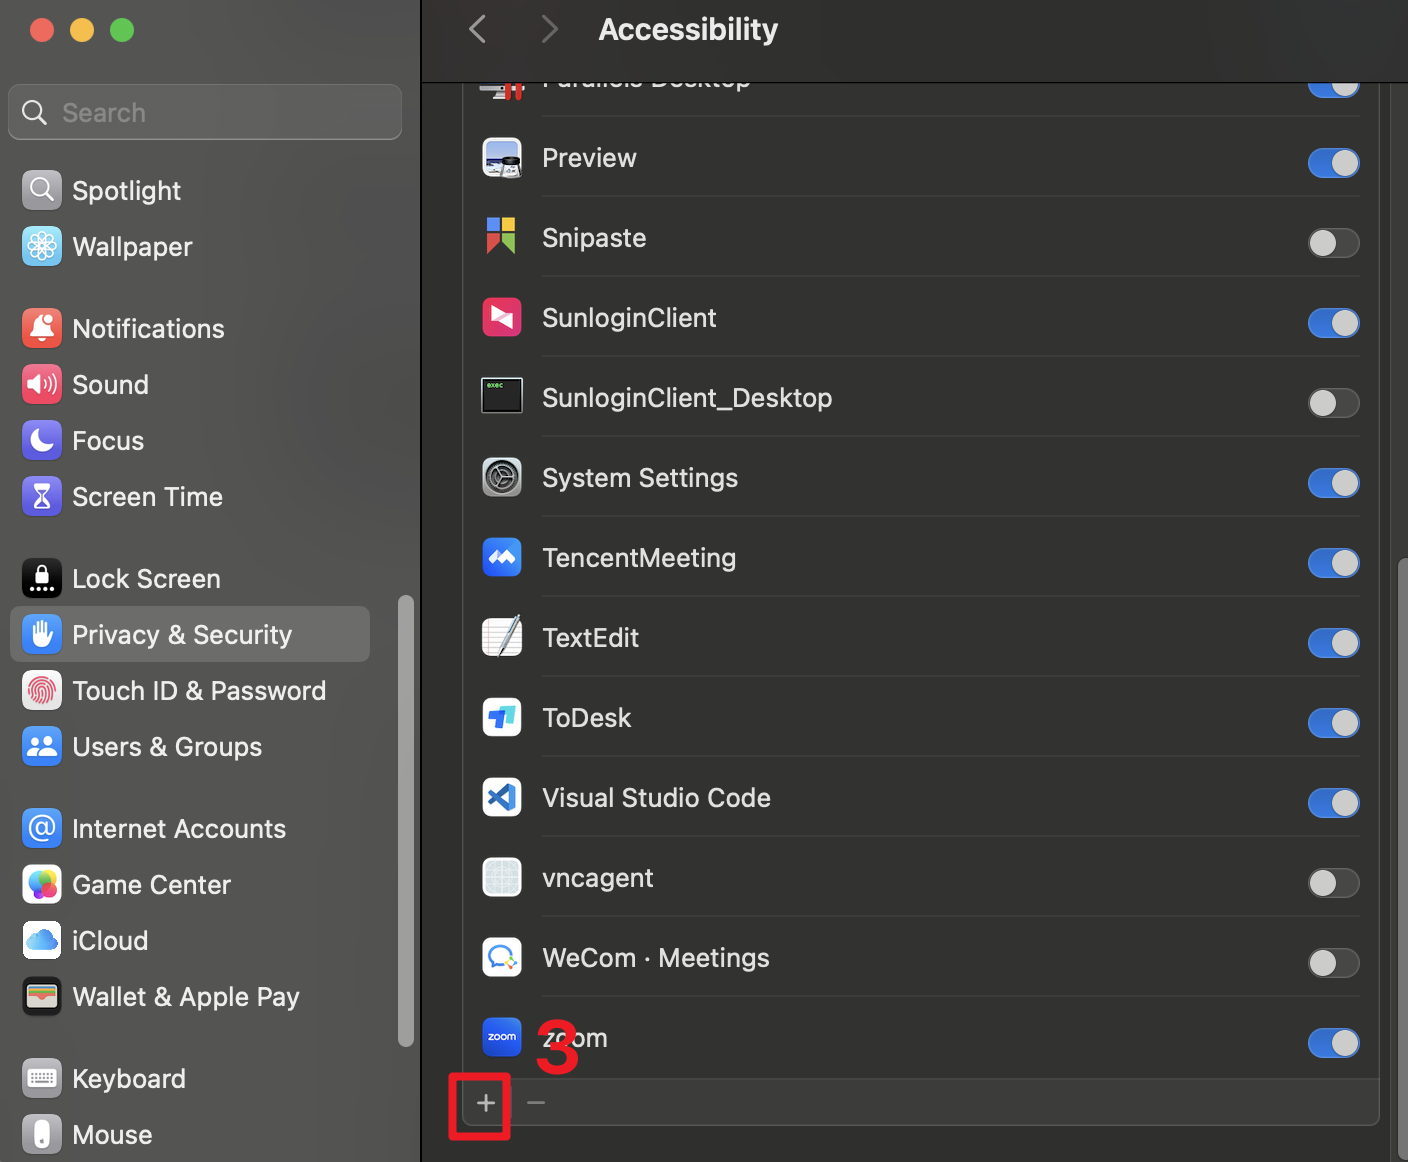 Search
Spotlight
Wallpaper
Notifications
Sound
Focus
Screen Time
Lock Screen
Privacy & Security
Touch ID & Password
Users & Groups
Internet Accounts
Game Center
iCloud
Wallet & Apple Pay
Keyboard
Mouse
Accessibility
Parallels Desktop
Preview
Snipaste
SunloginClient
exec
SunloginClient_Desktop
System Settings
TencentMeeting
TextEdit
ToDesk
Visual Studio Code
vncagent
WeCom · Meetings
zoom
zoom
3
+ −